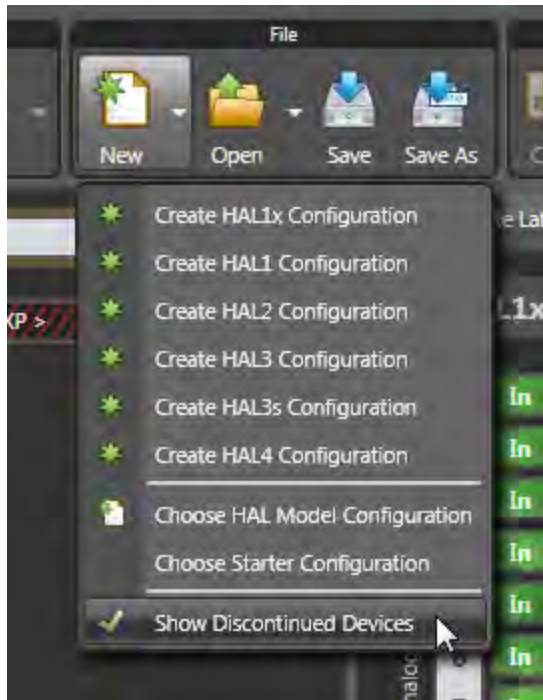 File
New
Open
Save
Save As
Create HAL1x Configuration
Create HAL1 Configuration
Create HAL2 Configuration
Create HAL3 Configuration
Create HAL3s Configuration
Create HAL4 Configuration
Choose HAL Model Configuration
Choose Starter Configuration
Show Discontinued Devices
XP >
In
In
In
In
In
In